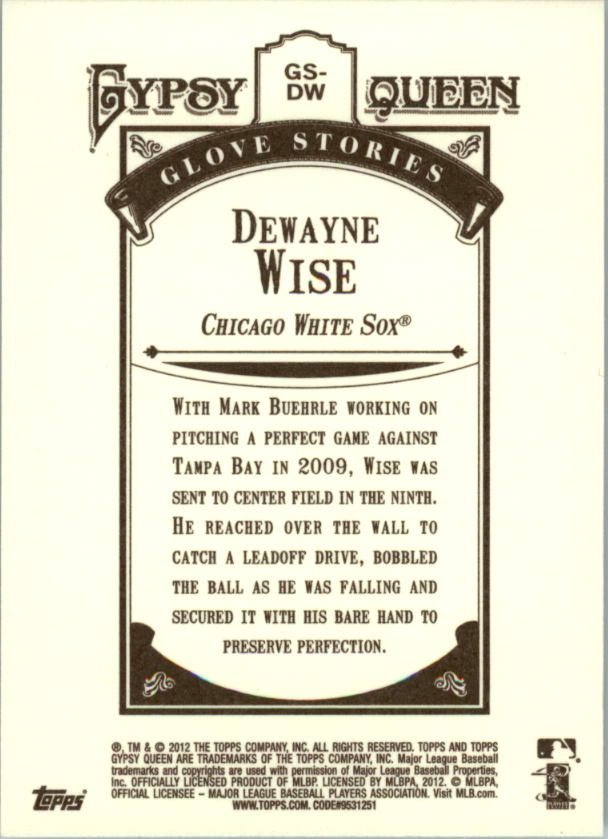 GYPSY QUEEN
GS-
DW
GLOVE STORIES
DEWAYNE
WISE
CHICAGO WHITE SOX®
WITH MARK BUEHRLE WORKING ON
PITCHING A PERFECT GAME AGAINST
TAMPA BAY IN 2009, WISE WAS
SENT TO CENTER FIELD IN THE NINTH.
HE REACHED OVER THE WALL TO
CATCH A LEADOFF DRIVE, BOBBLED
THE BALL AS HE WAS FALLING AND
SECURED IT WITH HIS BARE HAND TO
PRESERVE PERFECTION.
®, TM & © 2012 THE TOPPS COMPANY, INC. ALL RIGHTS RESERVED. TOPPS AND TOPPS
GYPSY QUEEN ARE TRADEMARKS OF THE TOPPS COMPANY, INC. Major League Baseball
trademarks and copyrights are used with permission of Major League Baseball Properties,
Inc. OFFICIALLY LICENSED PRODUCT OF MLBP. LICENSED BY MLBPA, 2012. © MLBPA,
OFFICIAL LICENSEE – MAJOR LEAGUE BASEBALL PLAYERS ASSOCIATION. Visit MLB.com.
WWW.TOPPS.COM. CODE#9531251
Topps